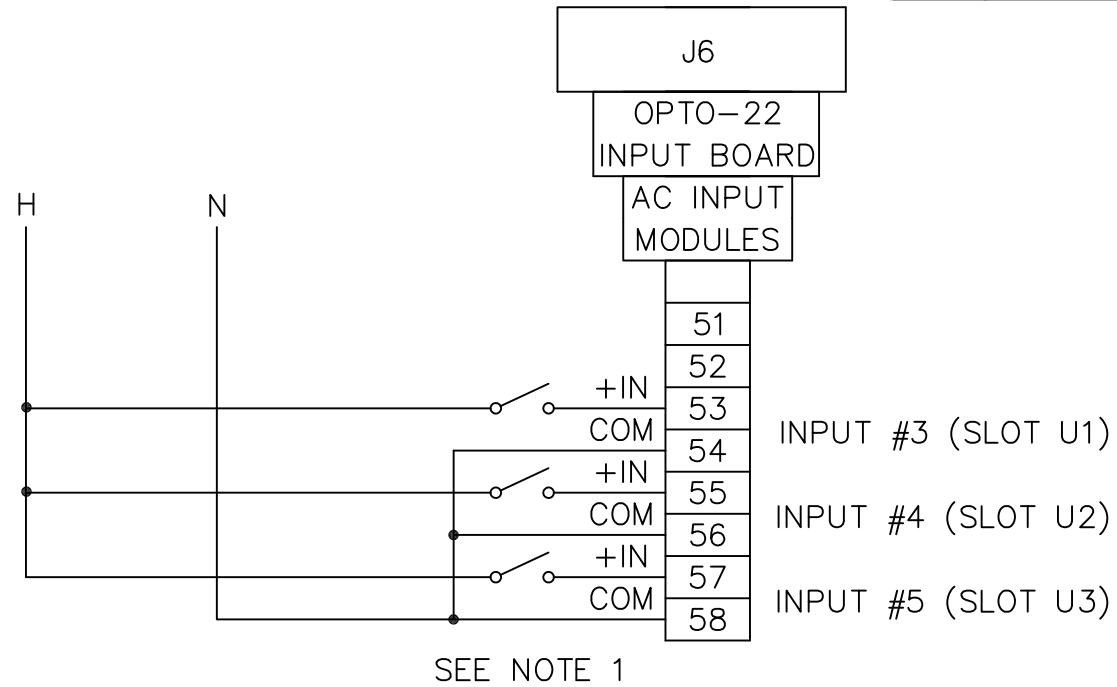 J6
OPTO-22
INPUT BOARD
AC INPUT
MODULES
H
N
51
52
+IN
53
COM
54
INPUT #3 (SLOT U1)
+IN
55
COM
56
INPUT #4 (SLOT U2)
+IN
57
COM
58
INPUT #5 (SLOT U3)
SEE NOTE 1